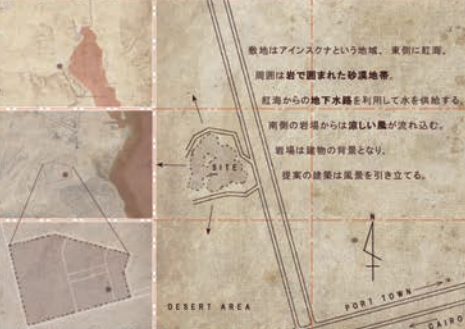 敷地はアインスクナという地域、東側に紅海。
周囲は岩で囲まれた砂漠地帯。
紅海からの地下水路を利用して水を供給する。
南側の岩場からは涼しい風が流れ込む。
岩場は建物の背景となり、
提案の建築は風景を引き立てる。
SITE
N
DESERT AREA
PORT TOWN
CAIRO